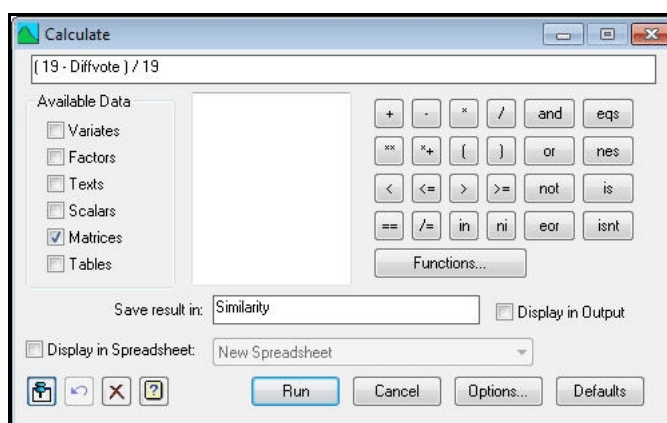 Calculate
( 19 - Diffvote ) / 19
Available Data
Variates
Factors
Texts
Scalars
Matrices
Tables
+ - * / and eqs
** *+ ( ) or nes
< <= > >= not is
== /= in ni eor isnt
Functions...
Save result in: Similarity Display in Output
Display in Spreadsheet: New Spreadsheet
Run Cancel Options... Defaults